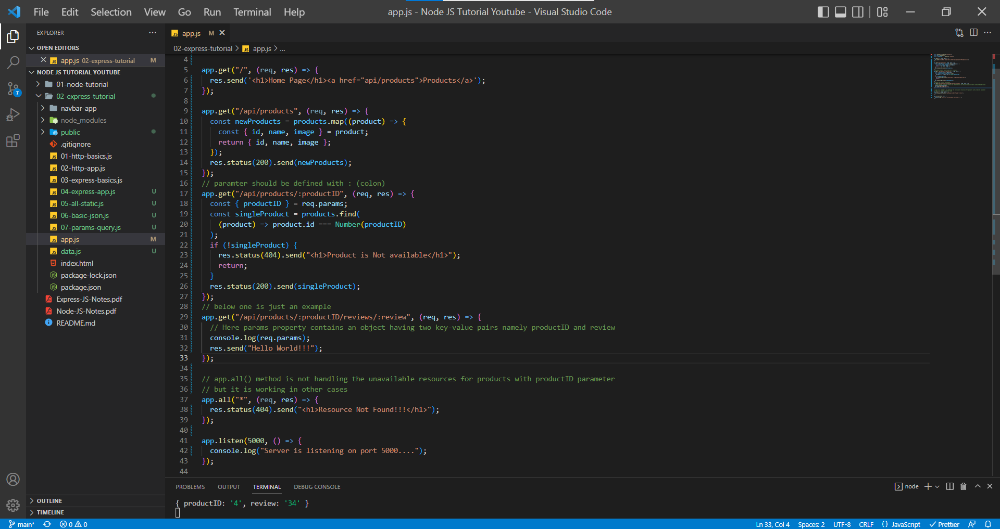 File Edit Selection View Go Run Terminal Help
app.js - Node JS Tutorial Youtube - Visual Studio Code
EXPLORER
OPEN EDITORS
app.js 02-express-tutorial M
NODE JS TUTORIAL YOUTUBE
01-node-tutorial
02-express-tutorial
navbar-app
node_modules
public
.gitignore
01-http-basics.js
02-http-app.js
03-express-basics.js
04-express-app.js U
05-all-static.js U
06-basic-json.js U
07-params-query.js U
app.js M
data.js U
index.html
package-lock.json
package.json
Express-JS-Notes.pdf
Node-JS-Notes.pdf
README.md
OUTLINE
TIMELINE
7
app.js M
02-express-tutorial > app.js > ...
4
5 app.get("/", (req, res) => {
6 res.send('<h1>Home Page</h1><a href="api/products">Products</a>');
7 });
8
9 app.get("/api/products", (req, res) => {
10 const newProducts = products.map((product) => {
11 const { id, name, image } = product;
12 return { id, name, image };
13 });
14 res.status(200).send(newProducts);
15 });
16 // paramter should be defined with : (colon)
17 app.get("/api/products/:productID", (req, res) => {
18 const { productID } = req.params;
19 const singleProduct = products.find(
20 (product) => product.id === Number(productID)
21 );
22 if (!singleProduct) {
23 res.status(404).send("<h1>Product is Not available</h1>");
24 return;
25 }
26 res.status(200).send(singleProduct);
27 });
28 // below one is just an example
29 app.get("/api/products/:productID/reviews/:review", (req, res) => {
30 // Here params property contains an object having two key-value pairs namely productID and review
31 console.log(req.params);
32 res.send("Hello World!!!");
33 });
34
35 // app.all() method is not handling the unavailable resources for products with productID parameter
36 // but it is working in other cases
37 app.all("*", (req, res) => {
38 res.status(404).send("<h1>Resource Not Found!!!</h1>");
39 });
40
41 app.listen(5000, () => {
42 console.log("Server is listening on port 5000....");
43 });
44
PROBLEMS OUTPUT TERMINAL DEBUG CONSOLE
node
{ productID: '4', review: '34' }
main* 0 0
Ln 33, Col 4 Spaces: 2 UTF-8 CRLF {} JavaScript Prettier